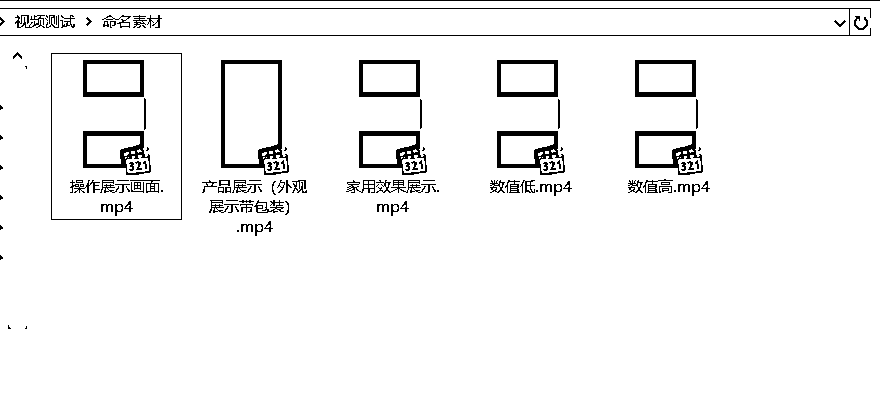 视频测试 > 命名素材
321 321 321 321 321
操作展示画面.
mp4
产品展示（外观
展示带包装）
.mp4
家用效果展示.
mp4
数值低.mp4
数值高.mp4